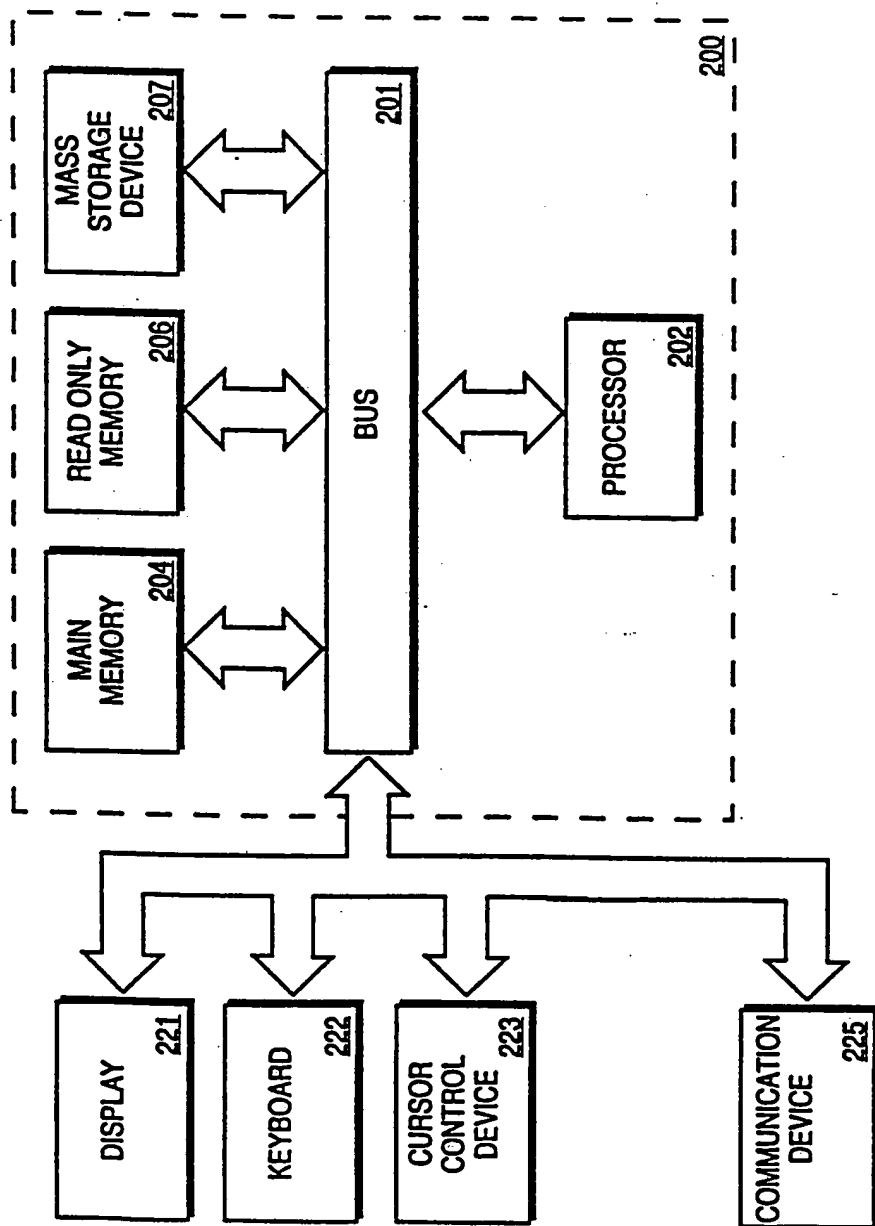 MAIN
MEMORY
204
READ ONLY
MEMORY
206
MASS
STORAGE
DEVICE
207
BUS
201
PROCESSOR
202
200
DISPLAY
221
KEYBOARD
222
CURSOR
CONTROL
DEVICE
223
COMMUNICATION
DEVICE
225